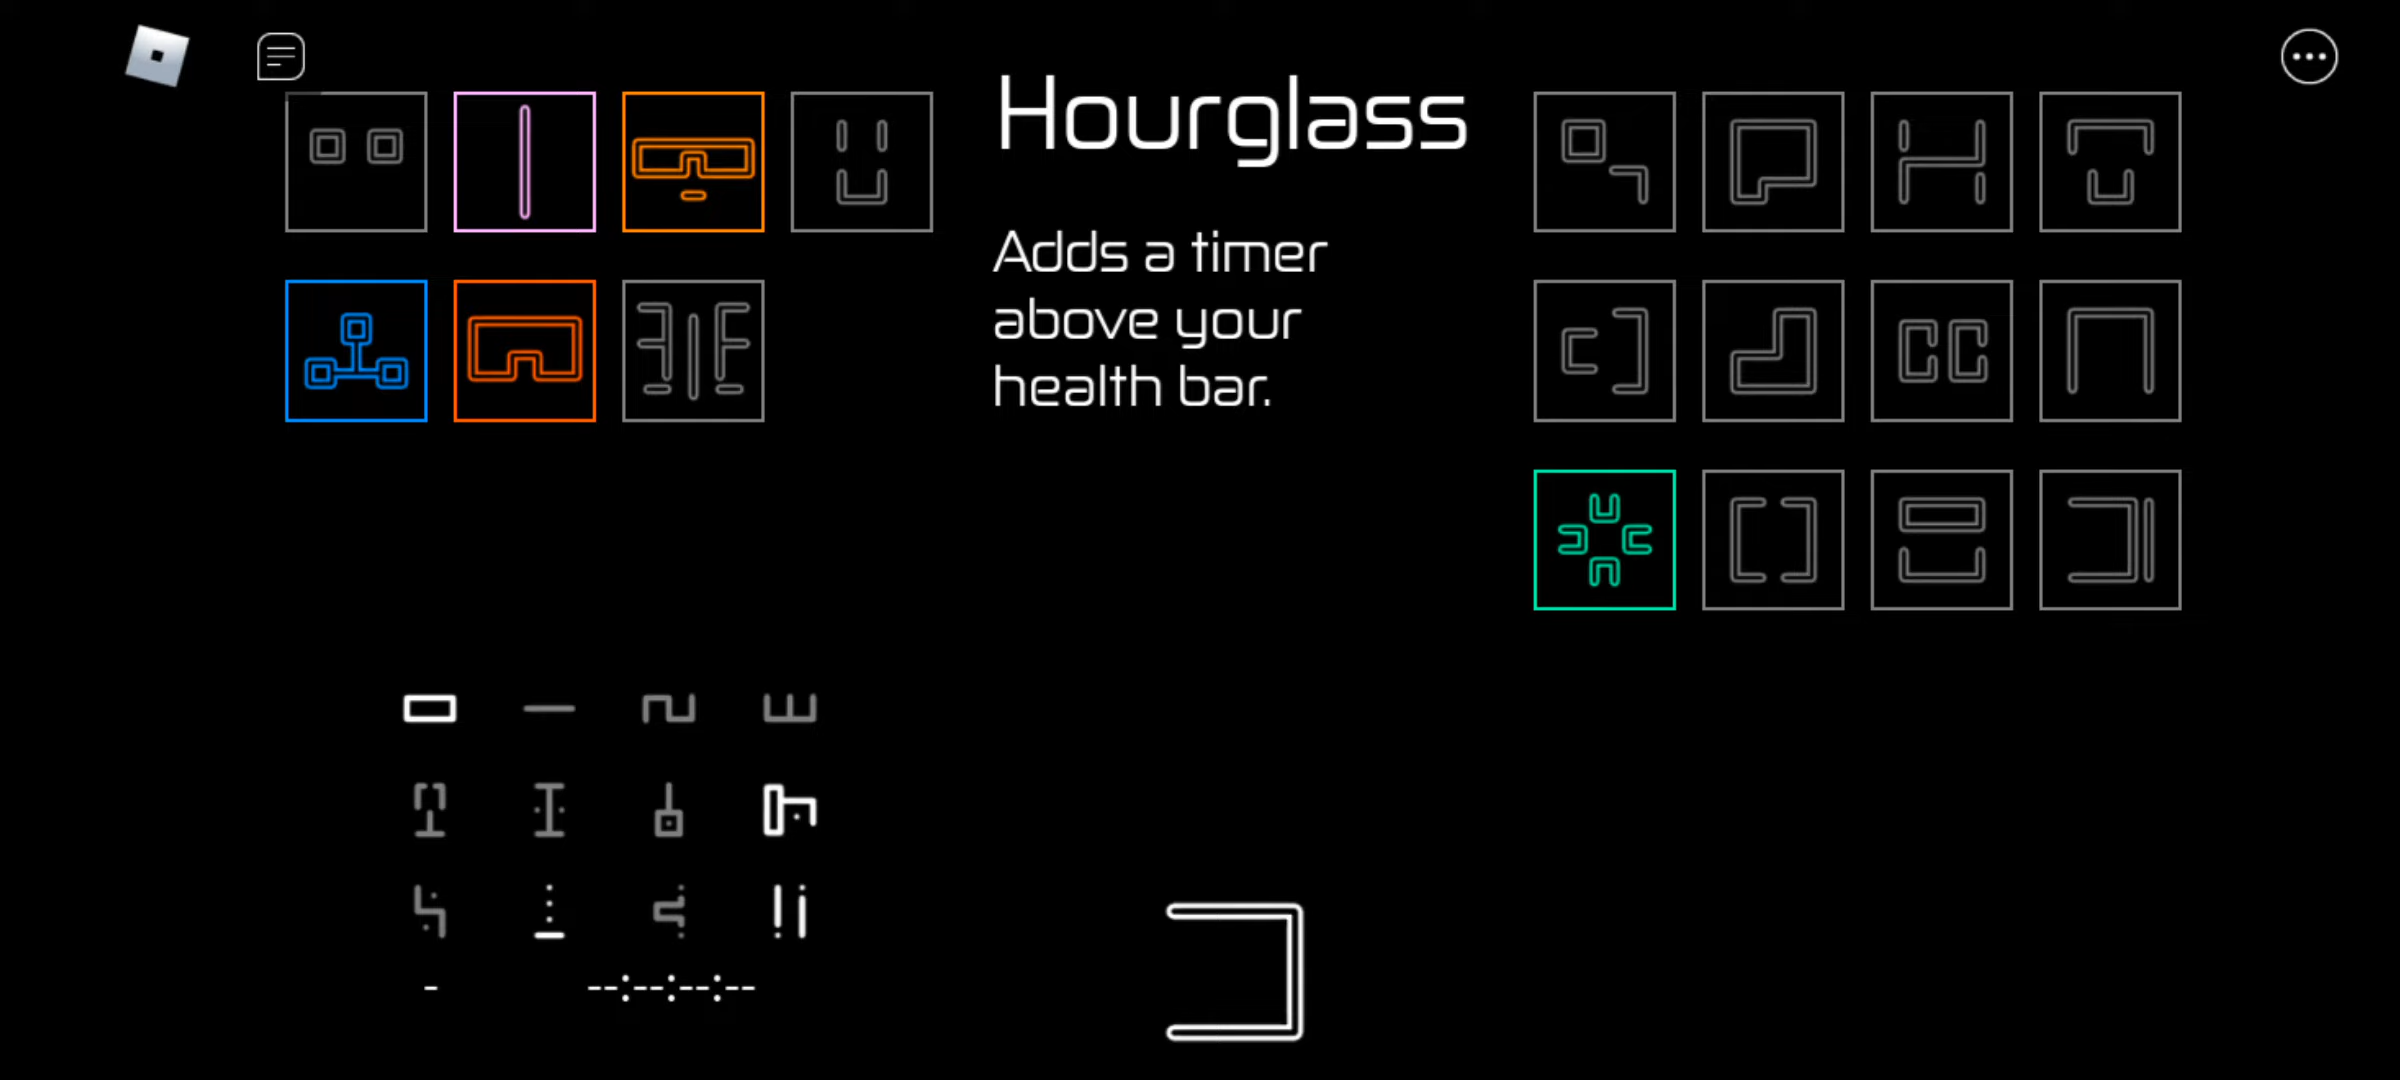 Hourglass
Adds a timer
above your
health bar.
- --:--:--:--